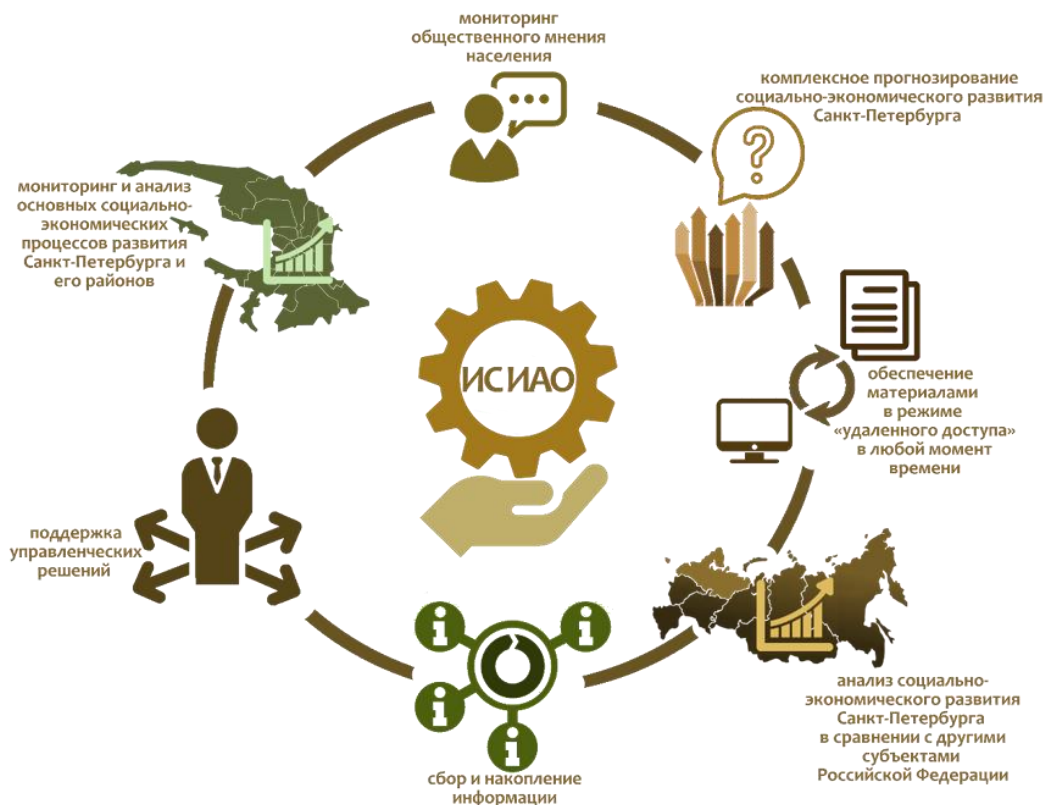 мониторинг
общественного мнения
населения
комплексное прогнозирование
социально-экономического развития
Санкт-Петербурга
мониторинг и анализ
основных социально-
экономических
процессов развития
Санкт-Петербурга и
его районов
ИС ИАО
обеспечение
материалами
в режиме
«удаленного доступа»
в любой момент
времени
поддержка
управленческих
решений
i
i
i
i
анализ социально-
экономического развития
Санкт-Петербурга
в сравнении с другими
субъектами
Российской Федерации
сбор и накопление
информации